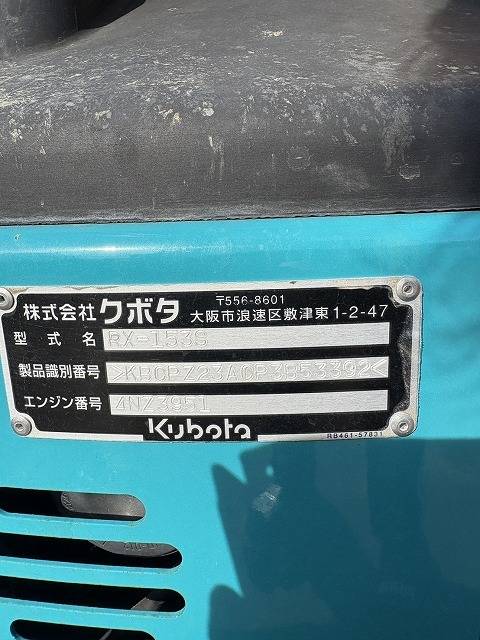 株式会社クボタ 〒556-8601
大阪市浪速区敷津東1-2-47
型式名 RX-153S
製品識別番号 >KBCPZ23ACP3B53392<
エンジン番号 4NZ3951
Kubota
RB461-57831